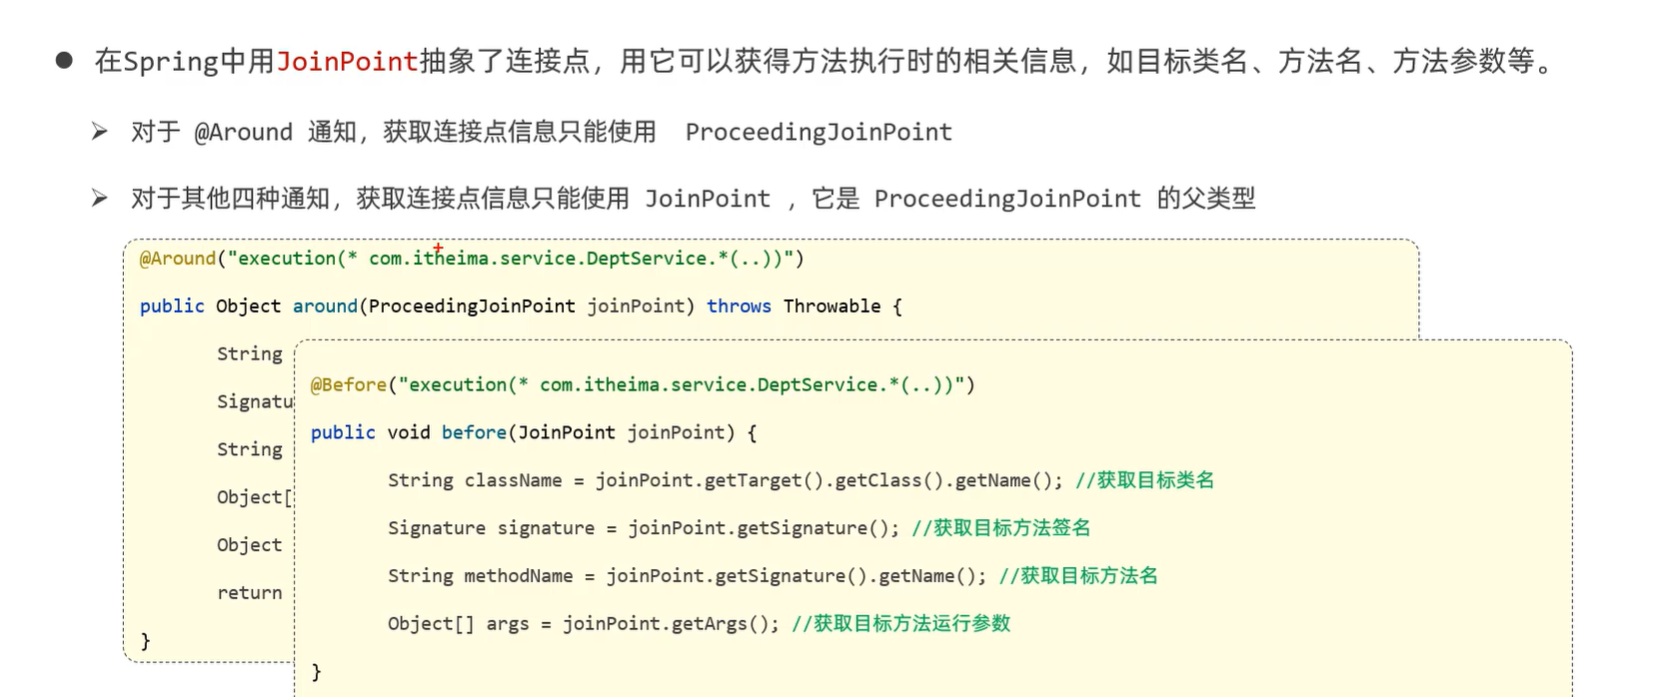 在Spring中用JoinPoint抽象了连接点，用它可以获得方法执行时的相关信息，如目标类名、方法名、方法参数等。
对于 @Around 通知，获取连接点信息只能使用 ProceedingJoinPoint
对于其他四种通知，获取连接点信息只能使用 JoinPoint ，它是 ProceedingJoinPoint 的父类型
@Around("execution(* com.itheima.service.DeptService.*(..))")
public Object around(ProceedingJoinPoint joinPoint) throws Throwable {
String
Signatu
String
Object[
Object
return
}
@Before("execution(* com.itheima.service.DeptService.*(..))")
public void before(JoinPoint joinPoint) {
String className = joinPoint.getTarget().getClass().getName(); //获取目标类名
Signature signature = joinPoint.getSignature(); //获取目标方法签名
String methodName = joinPoint.getSignature().getName(); //获取目标方法名
Object[] args = joinPoint.getArgs(); //获取目标方法运行参数
}